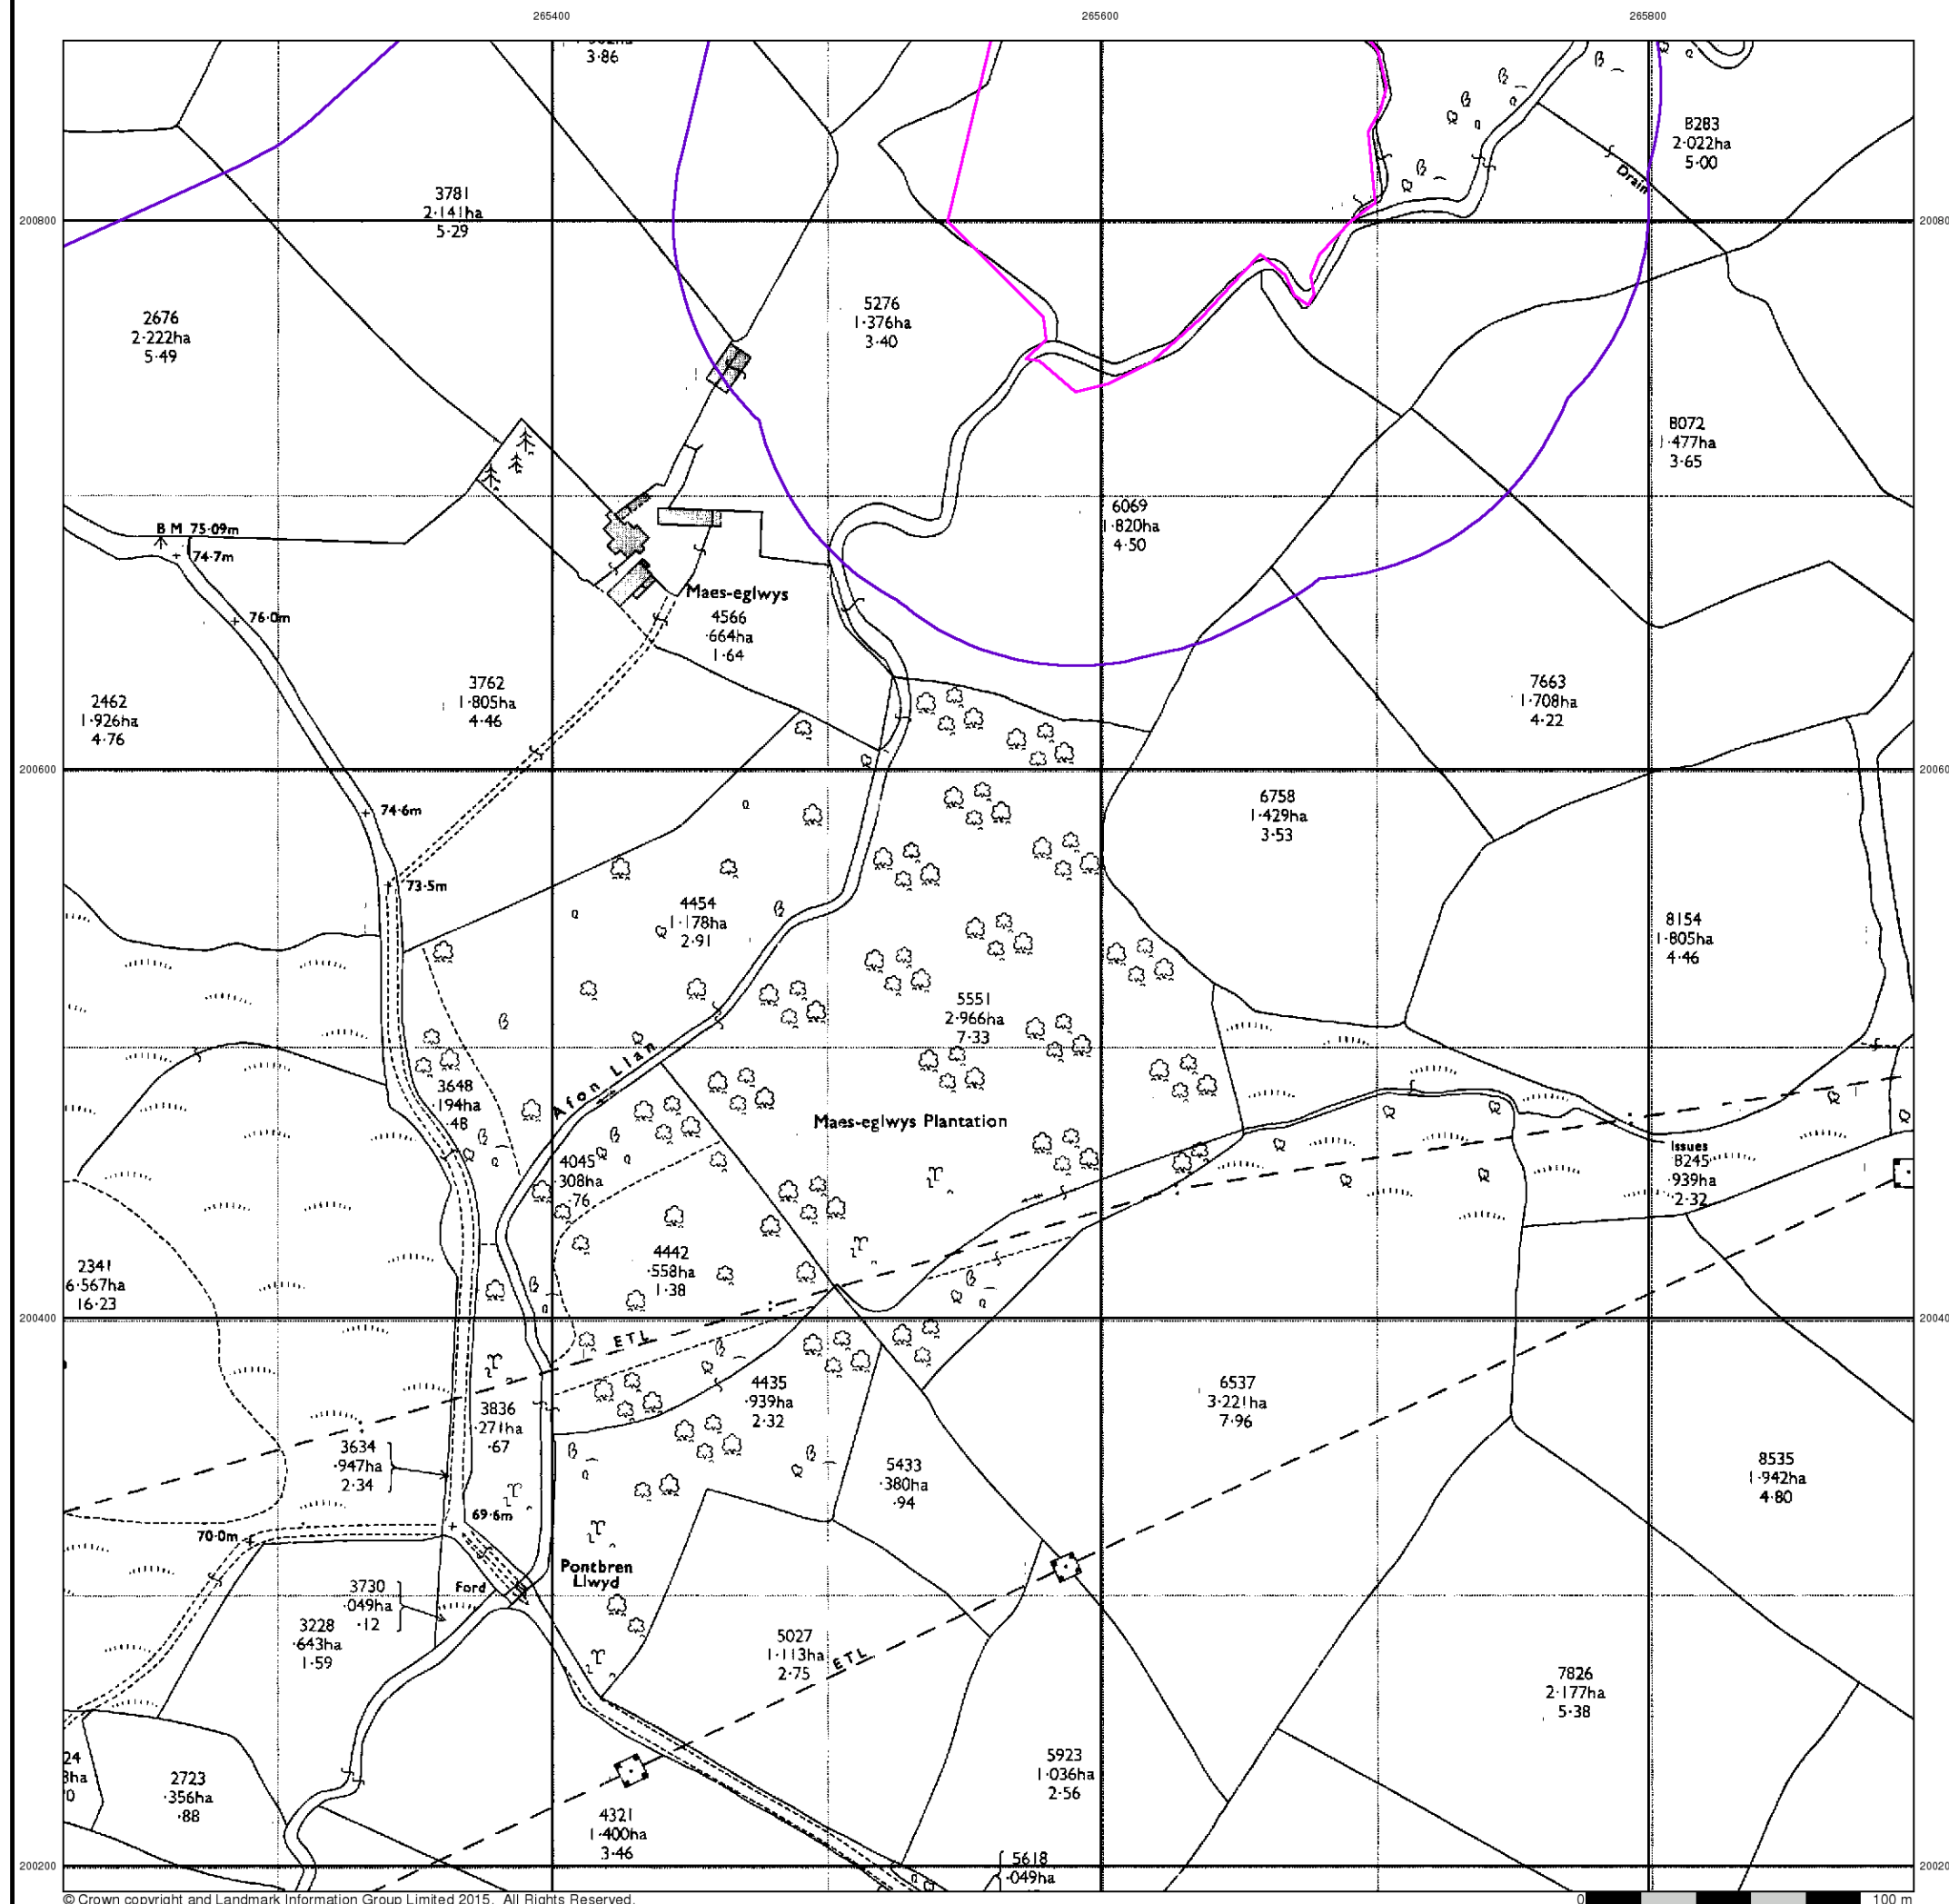 265400
265600
265800
3.86
8283
2·022ha
5·00
Drain
3781
2·141ha
5·29
200800
2676
2·222ha
5·49
5276
1·376ha
3·40
8072
1·477ha
3·65
6069
1·820ha
4·50
B M 75·09m
74·7m
76·0m
Maes-eglwys
4566
·664ha
1·64
2462
1·926ha
4·76
3762
1·805ha
4·46
7663
1·708ha
4·22
200600
74·6m
6758
1·429ha
3·53
73·5m
4454
1·178ha
2·91
8154
1·805ha
4·46
5551
2·966ha
7·33
3648
·194ha
·48
Afon Llan
Maes-eglwys Plantation
Issues
8245
·939ha
2·32
4045
·308ha
·76
2341
6·567ha
16·23
4442
·558ha
1·38
200400
ETL
4435
·939ha
2·32
6537
3·221ha
7·96
3836
·271ha
·67
3634
·947ha
2·34
5433
·380ha
·94
8535
1·942ha
4·80
69·6m
70·0m
Pontbren
Llwyd
Ford
3730
·049ha
·12
3228
·643ha
1·59
5027
1·113ha
2·75
ETL
7826
2·177ha
5·38
2723
·356ha
·88
5923
1·036ha
2·56
4321
1·400ha
3·46
5618
·049ha
200200
© Crown copyright and Landmark Information Group Limited 2015. All Rights Reserved.
0
100 m